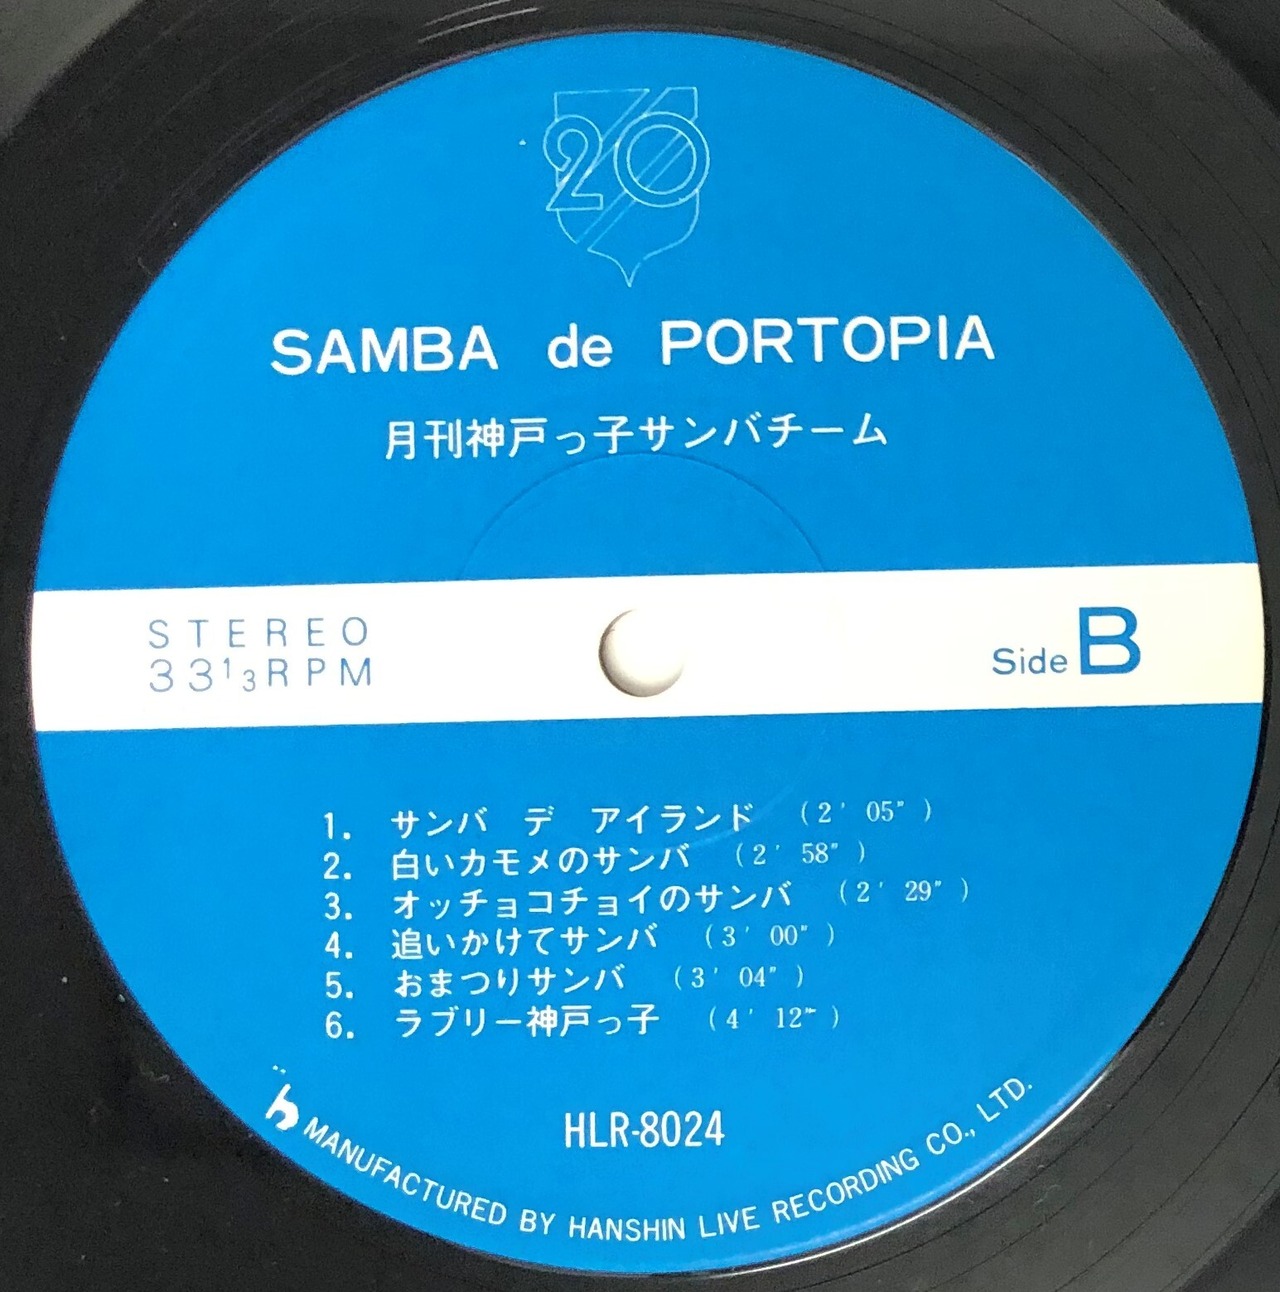 20
SAMBA de PORTOPIA
月刊神戸っ子サンバチーム
STEREO
33 1/3 RPM
Side B
1. サンバ デ アイランド (2' 05")
2. 白いカモメのサンバ (2' 58")
3. オッチョコチョイのサンバ (2' 29")
4. 追いかけてサンバ (3' 00")
5. おまつりサンバ (3' 04")
6. ラブリー神戸っ子 (4' 12")
HLR-8024
h MANUFACTURED BY HANSHIN LIVE RECORDING CO., LTD.